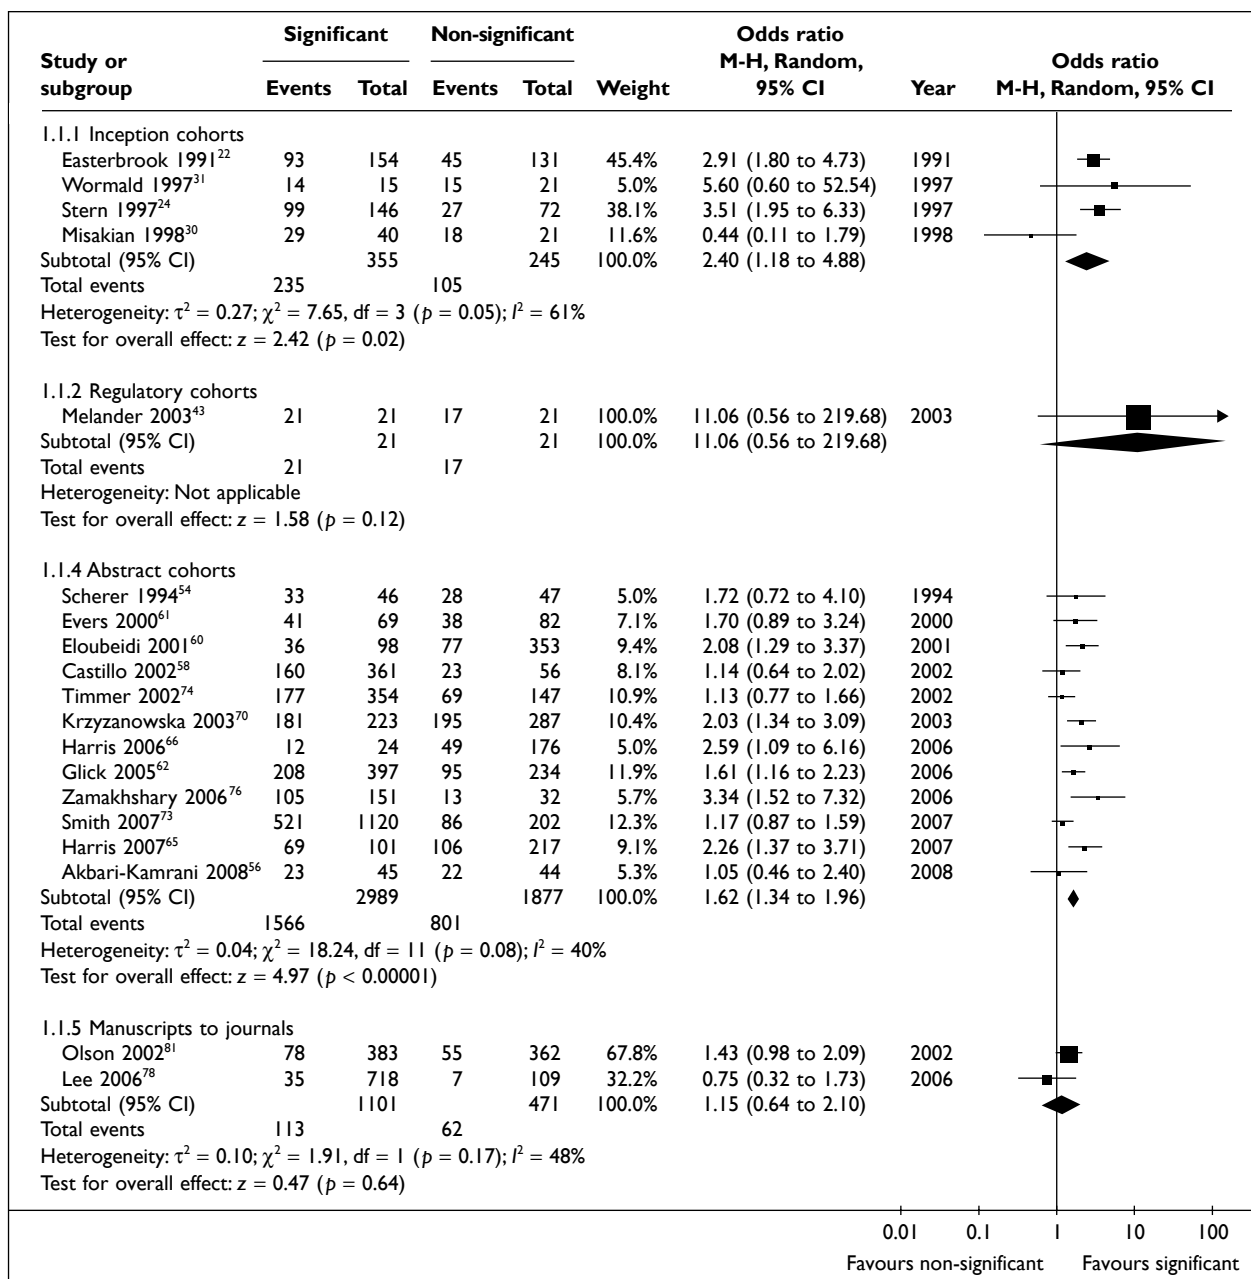 Significant Non-significant Odds ratio
Study or M-H, Random, Odds ratio
subgroup Events Total Events Total Weight 95% CI Year M-H, Random, 95% CI
1.1.1 Inception cohorts
Easterbrook 1991²² 93 154 45 131 45.4% 2.91 (1.80 to 4.73) 1991
Wormald 1997³¹ 14 15 15 21 5.0% 5.60 (0.60 to 52.54) 1997
Stern 1997²⁴ 99 146 27 72 38.1% 3.51 (1.95 to 6.33) 1997
Misakian 1998³⁰ 29 40 18 21 11.6% 0.44 (0.11 to 1.79) 1998
Subtotal (95% CI) 355 245 100.0% 2.40 (1.18 to 4.88)
Total events 235 105
Heterogeneity: τ² = 0.27; χ² = 7.65, df = 3 (p = 0.05); I² = 61%
Test for overall effect: z = 2.42 (p = 0.02)
1.1.2 Regulatory cohorts
Melander 2003⁴³ 21 21 17 21 100.0% 11.06 (0.56 to 219.68) 2003
Subtotal (95% CI) 21 21 100.0% 11.06 (0.56 to 219.68)
Total events 21 17
Heterogeneity: Not applicable
Test for overall effect: z = 1.58 (p = 0.12)
1.1.4 Abstract cohorts
Scherer 1994⁵⁴ 33 46 28 47 5.0% 1.72 (0.72 to 4.10) 1994
Evers 2000⁶¹ 41 69 38 82 7.1% 1.70 (0.89 to 3.24) 2000
Eloubeidi 2001⁶⁰ 36 98 77 353 9.4% 2.08 (1.29 to 3.37) 2001
Castillo 2002⁵⁸ 160 361 23 56 8.1% 1.14 (0.64 to 2.02) 2002
Timmer 2002⁷⁴ 177 354 69 147 10.9% 1.13 (0.77 to 1.66) 2002
Krzyzanowska 2003⁷⁰ 181 223 195 287 10.4% 2.03 (1.34 to 3.09) 2003
Harris 2006⁶⁶ 12 24 49 176 5.0% 2.59 (1.09 to 6.16) 2006
Glick 2005⁶² 208 397 95 234 11.9% 1.61 (1.16 to 2.23) 2006
Zamakhshary 2006⁷⁶ 105 151 13 32 5.7% 3.34 (1.52 to 7.32) 2006
Smith 2007⁷³ 521 1120 86 202 12.3% 1.17 (0.87 to 1.59) 2007
Harris 2007⁶⁵ 69 101 106 217 9.1% 2.26 (1.37 to 3.71) 2007
Akbari-Kamrani 2008⁵⁶ 23 45 22 44 5.3% 1.05 (0.46 to 2.40) 2008
Subtotal (95% CI) 2989 1877 100.0% 1.62 (1.34 to 1.96)
Total events 1566 801
Heterogeneity: τ² = 0.04; χ² = 18.24, df = 11 (p = 0.08); I² = 40%
Test for overall effect: z = 4.97 (p < 0.00001)
1.1.5 Manuscripts to journals
Olson 2002⁸¹ 78 383 55 362 67.8% 1.43 (0.98 to 2.09) 2002
Lee 2006⁷⁸ 35 718 7 109 32.2% 0.75 (0.32 to 1.73) 2006
Subtotal (95% CI) 1101 471 100.0% 1.15 (0.64 to 2.10)
Total events 113 62
Heterogeneity: τ² = 0.10; χ² = 1.91, df = 1 (p = 0.17); I² = 48%
Test for overall effect: z = 0.47 (p = 0.64)
0.01 0.1 1 10 100
Favours non-significant Favours significant